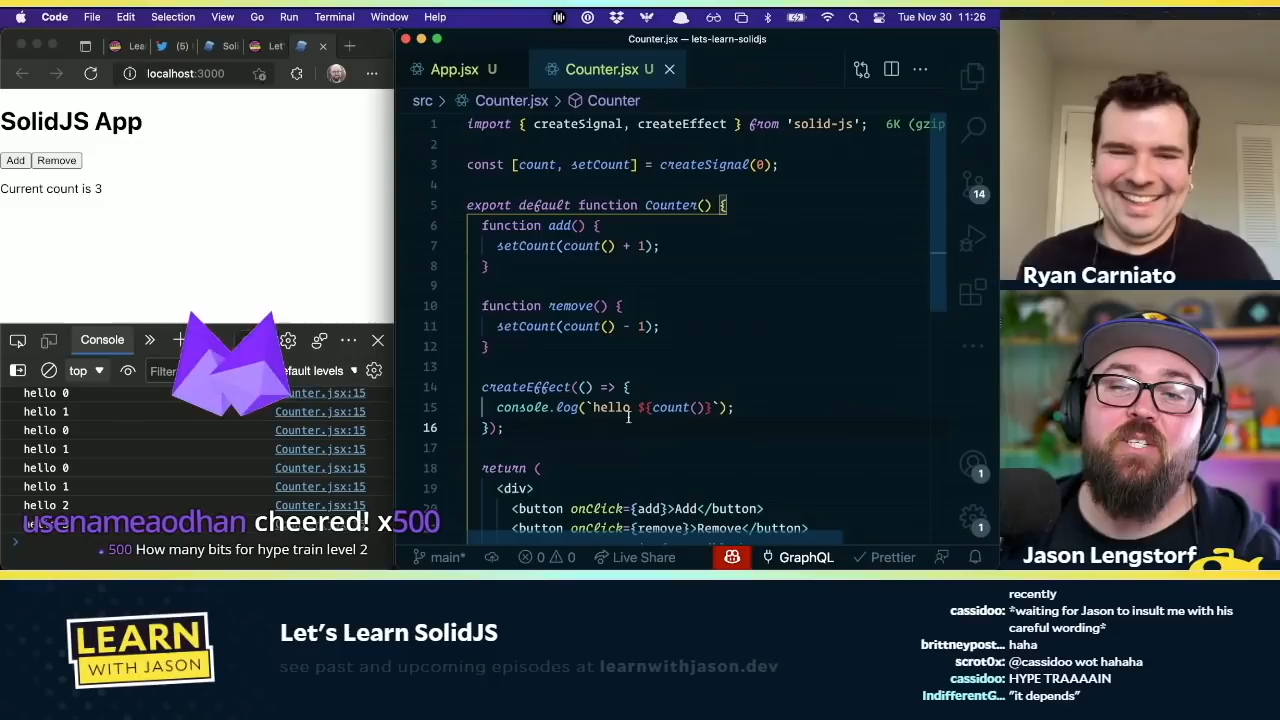 Code File Edit Selection View Go Run Terminal Window Help Tue Nov 30 11:26
Counter.jsx — lets-learn-solidjs
Lea
(5)
Soli
Let'
localhost:3000
SolidJS App
Add Remove
Current count is 3
App.jsx U
Counter.jsx U
src > Counter.jsx > Counter
1 import { createSignal, createEffect } from 'solid-js'; 6K (gzip
2
3 const [count, setCount] = createSignal(0);
4
5 export default function Counter() {
6 function add() {
7 setCount(count() + 1);
8 }
9
10 function remove() {
11 setCount(count() - 1);
12 }
13
14 createEffect(() => {
15 console.log(`hello ${count()}`);
16 });
17
18 return (
19 <div>
<button onClick={add}>Add</button>
<button onClick={remove}>Remove</button>
14
1
1
Console
top
Filter
efault levels
hello 0 Counter.jsx:15
hello 1 Counter.jsx:15
hello 0 Counter.jsx:15
hello 1 Counter.jsx:15
hello 0 Counter.jsx:15
hello 1 Counter.jsx:15
hello 2 Counter.jsx:15
usenameaodhan cheered! x500
500 How many bits for hype train level 2
main* 0 0 Live Share GraphQL Prettier
Ryan Carniato
Jason Lengstorf
LEARN
WITH JASON
Let's Learn SolidJS
see past and upcoming episodes at learnwithjason.dev
recently
cassidoo: *waiting for Jason to insult me with his
careful wording*
brittneypost... haha
scrot0x: @cassidoo wot hahaha
cassidoo: HYPE TRAAAAIN
IndifferentG... "it depends"